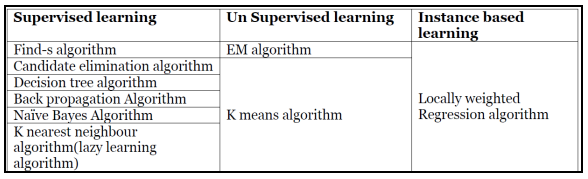 Supervised learning
Un Supervised learning
Instance based
learning
Find-s algorithm
EM algorithm
Candidate elimination algorithm
Decision tree algorithm
Back propagation Algorithm
Naïve Bayes Algorithm
K nearest neighbour
algorithm(lazy learning
algorithm)
K means algorithm
Locally weighted
Regression algorithm